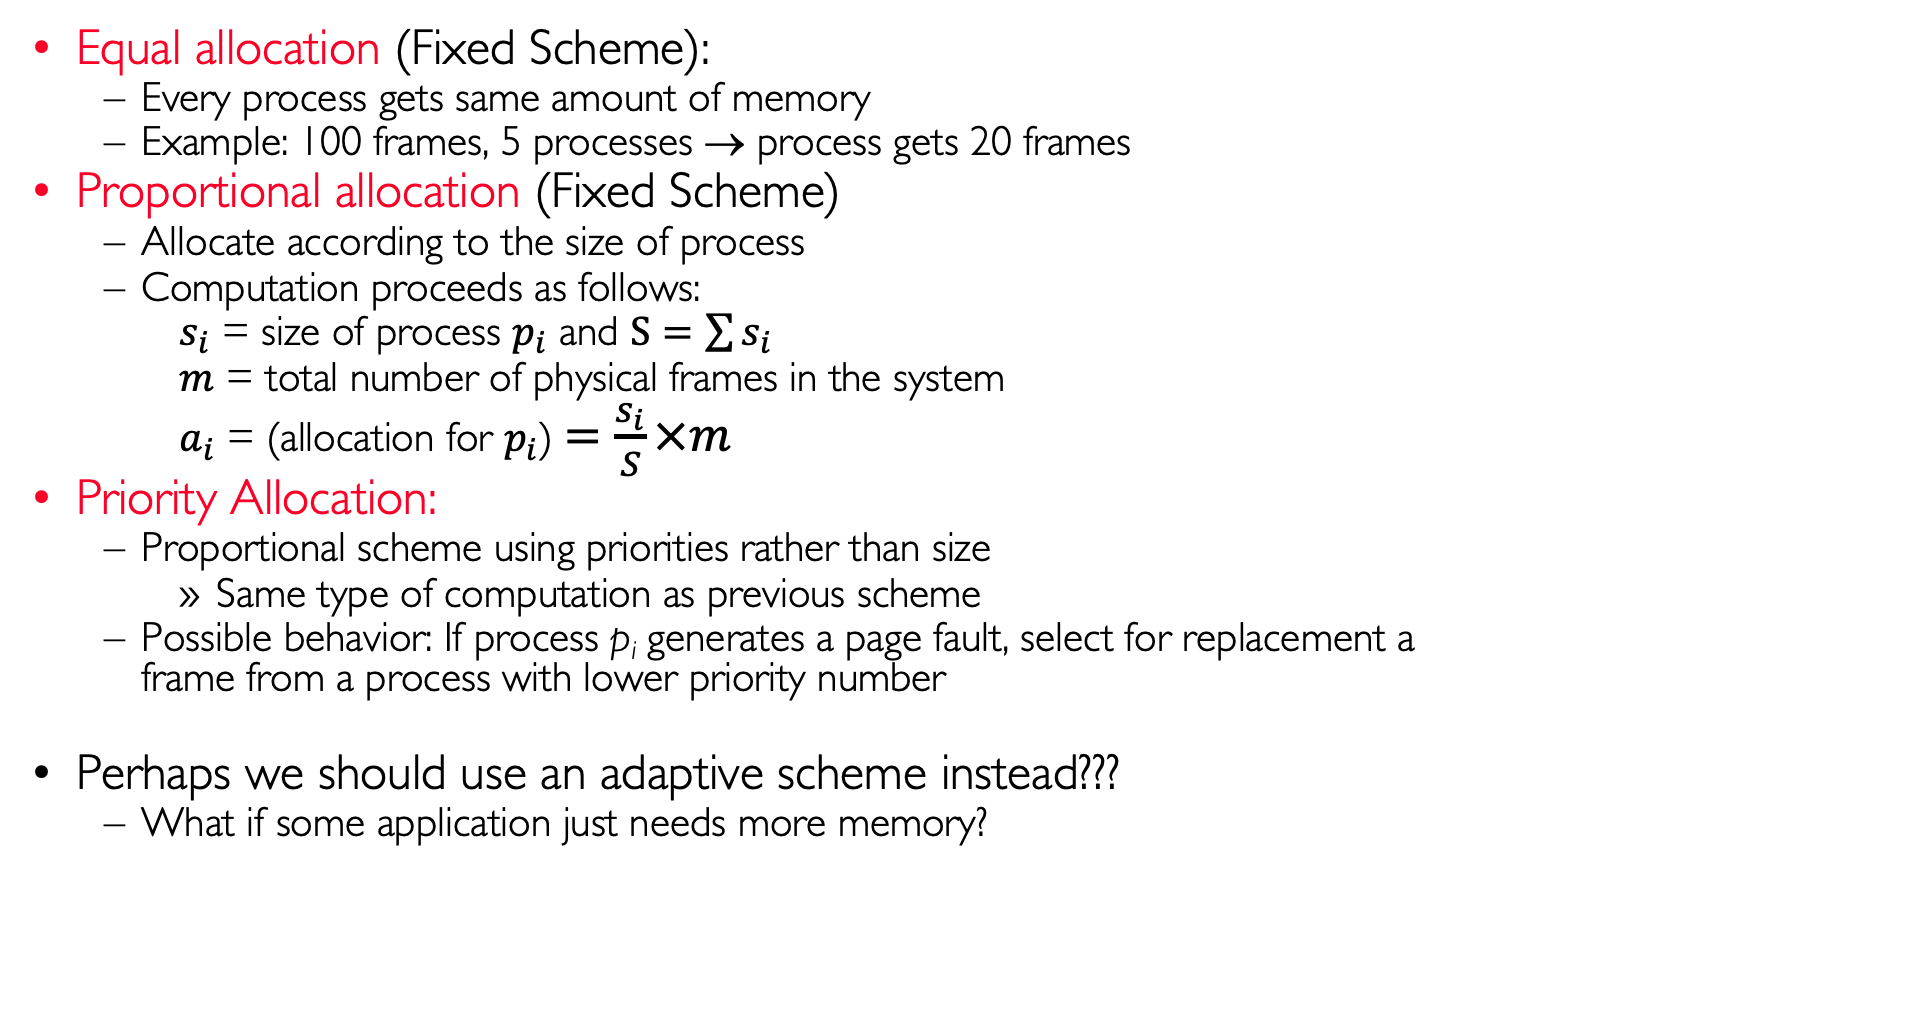 • Equal allocation (Fixed Scheme):
– Every process gets same amount of memory
– Example: 100 frames, 5 processes → process gets 20 frames
• Proportional allocation (Fixed Scheme)
– Allocate according to the size of process
– Computation proceeds as follows:
sᵢ = size of process pᵢ and S = ∑ sᵢ
m = total number of physical frames in the system
aᵢ = (allocation for pᵢ) = sᵢ/S × m
• Priority Allocation:
– Proportional scheme using priorities rather than size
» Same type of computation as previous scheme
– Possible behavior: If process pᵢ generates a page fault, select for replacement a
frame from a process with lower priority number
• Perhaps we should use an adaptive scheme instead???
– What if some application just needs more memory?